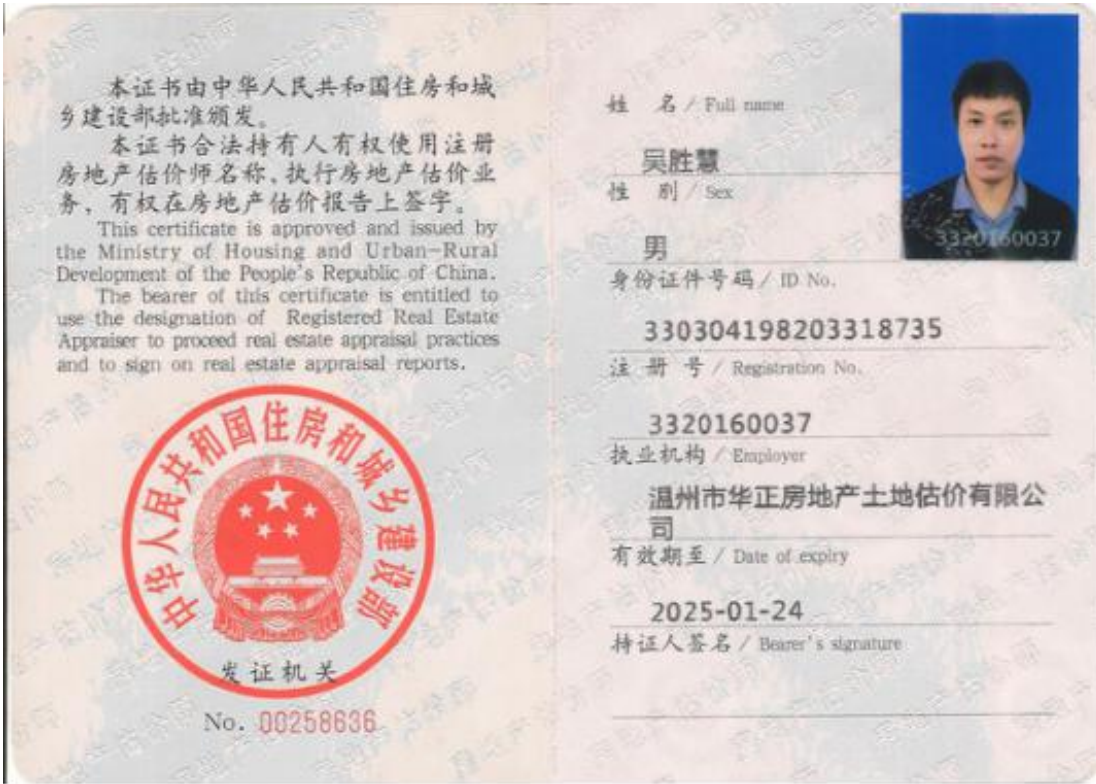 本证书由中华人民共和国住房和城
乡建设部批准颁发。
本证书合法持有人有权使用注册
房地产估价师名称、执行房地产估价业
务，有权在房地产估价报告上签字。
This certificate is approved and issued by
the Ministry of Housing and Urban-Rural
Development of the People's Republic of China.
The bearer of this certificate is entitled to
use the designation of Registered Real Estate
Appraiser to proceed real estate appraisal practices
and to sign on real estate appraisal reports.
中华人民共和国住房和城乡建设部
发证机关
No. 00258636
姓 名 / Full name
吴胜慧
性 别 / Sex
男
身份证件号码 / ID No.
330304198203318735
注 册 号 / Registration No.
3320160037
执业机构 / Employer
温州市华正房地产土地估价有限公
司
有效期至 / Date of expiry
2025-01-24
持证人签名 / Bearer's signature
3320160037